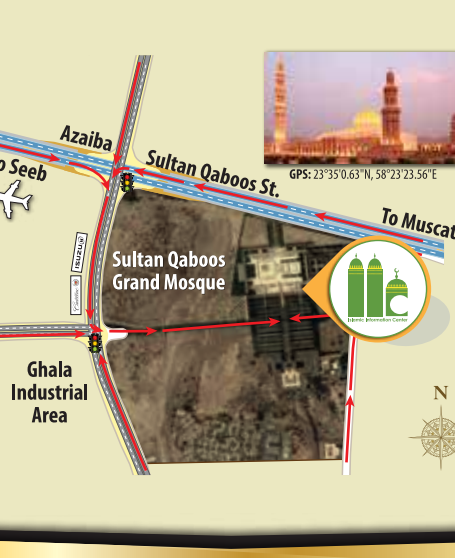 Azaiba
o Seeb
Sultan Qaboos St.
GPS: 23°35'0.63"N, 58°23'23.56"E
To Muscat
Sultan Qaboos
Grand Mosque
Islamic Information Center
Ghala
Industrial
Area
N